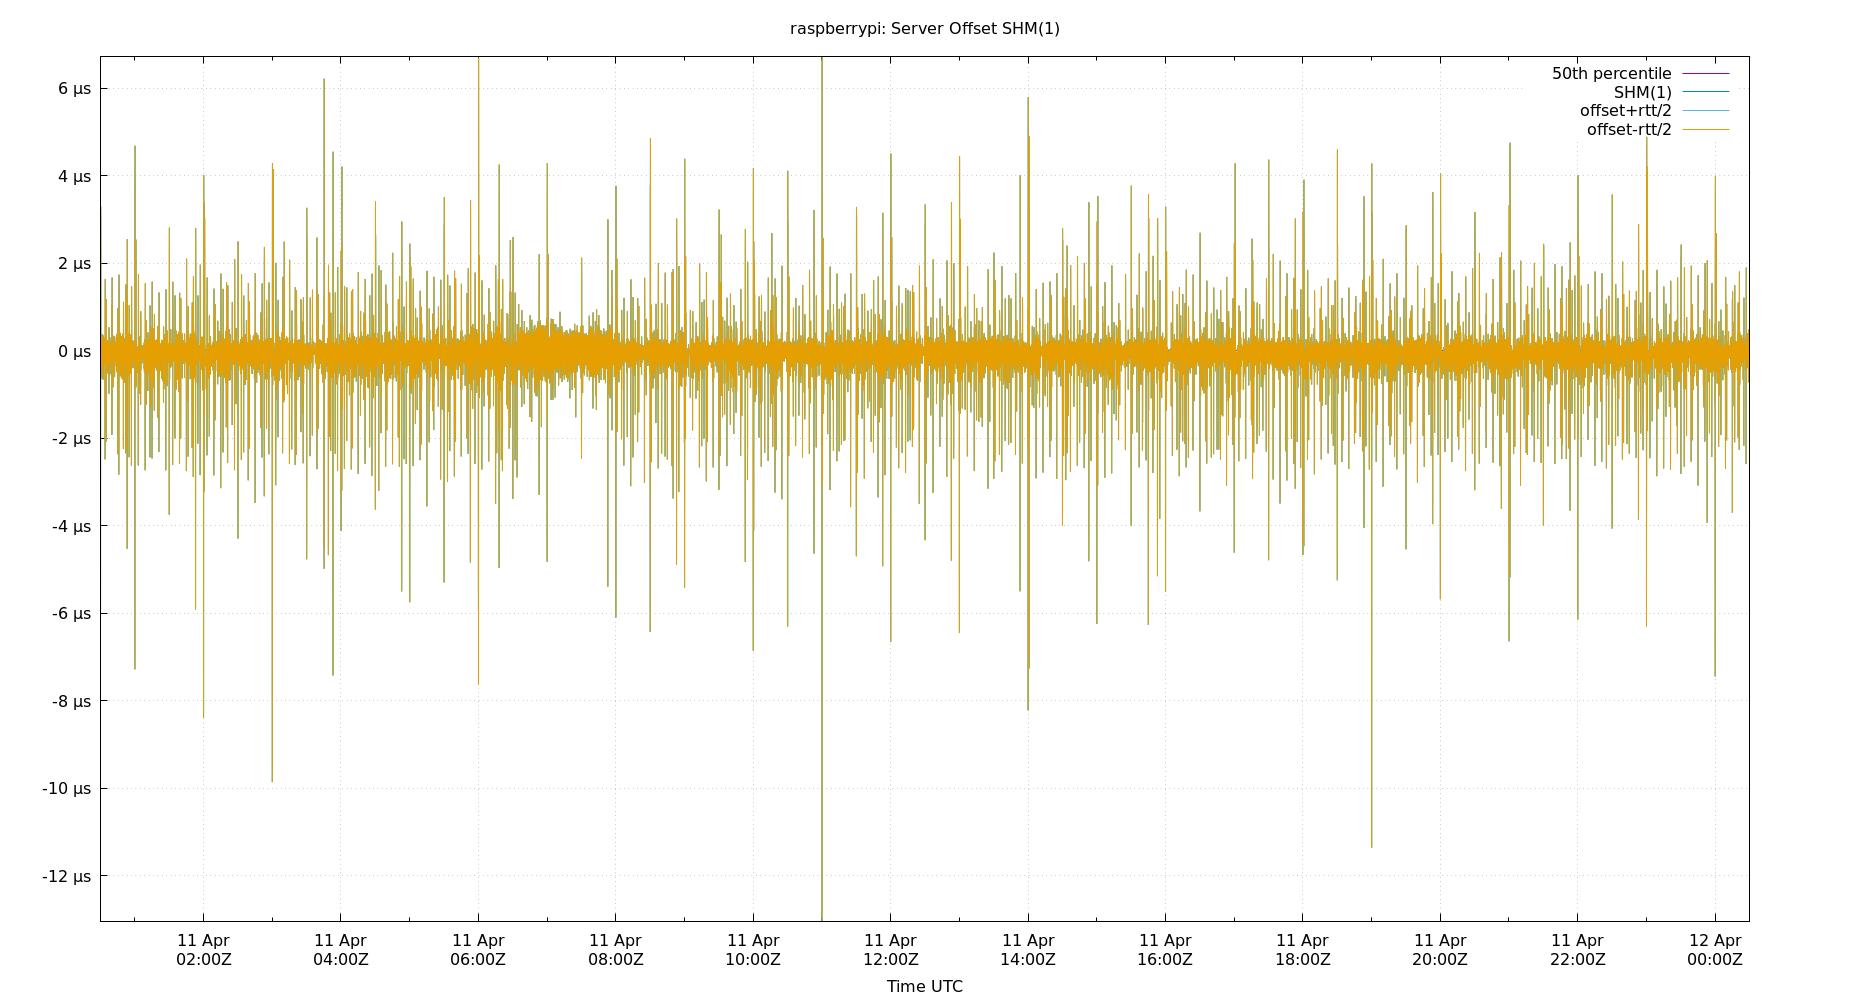 raspberrypi: Server Offset SHM(1)
50th percentile
SHM(1)
offset+rtt/2
offset-rtt/2
6 µs
4 µs
2 µs
0 µs
-2 µs
-4 µs
-6 µs
-8 µs
-10 µs
-12 µs
11 Apr 11 Apr 11 Apr 11 Apr 11 Apr 11 Apr 11 Apr 11 Apr 11 Apr 11 Apr 11 Apr 12 Apr
02:00Z 04:00Z 06:00Z 08:00Z 10:00Z 12:00Z 14:00Z 16:00Z 18:00Z 20:00Z 22:00Z 00:00Z
Time UTC